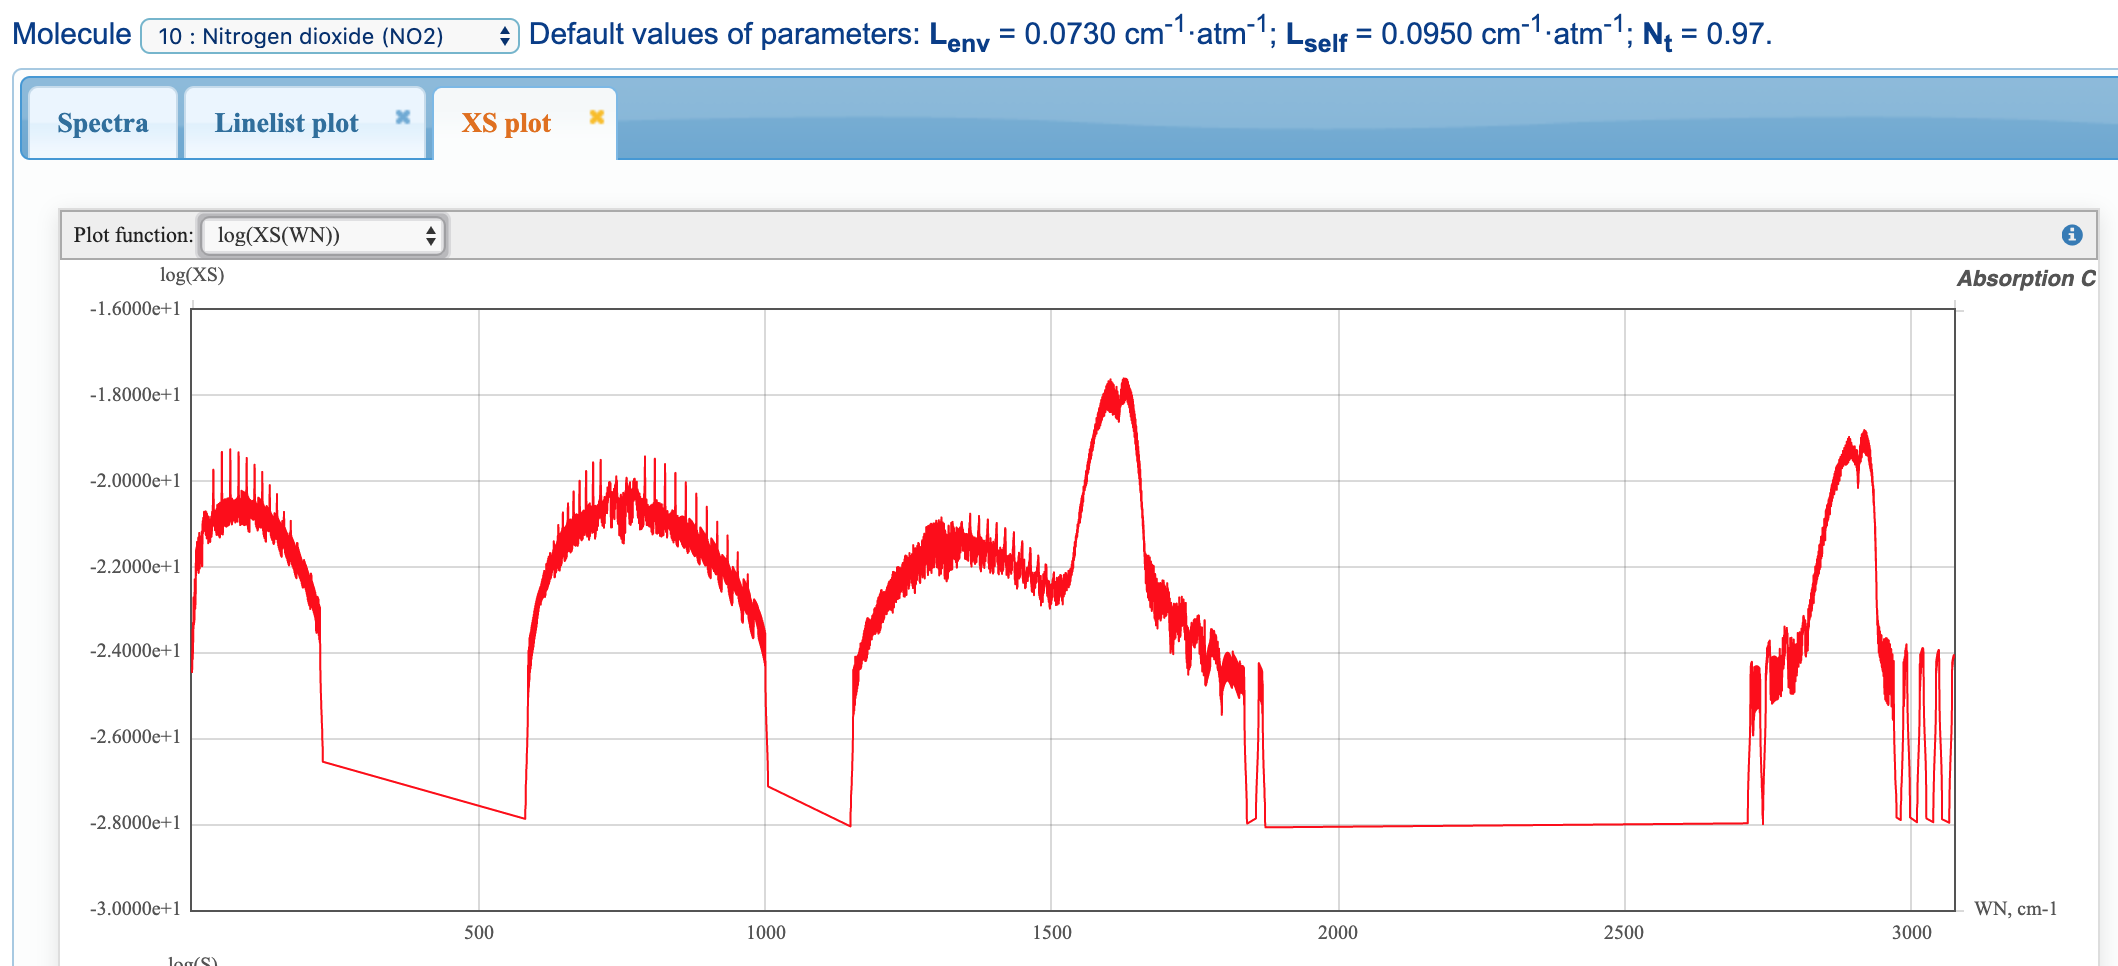 Molecule 10 : Nitrogen dioxide (NO2) Default values of parameters: Lenv = 0.0730 cm-1·atm-1; Lself = 0.0950 cm-1·atm-1; Nt = 0.97.
Spectra Linelist plot XS plot
Plot function: log(XS(WN))
log(XS)
Absorption C
-1.6000e+1
-1.8000e+1
-2.0000e+1
-2.2000e+1
-2.4000e+1
-2.6000e+1
-2.8000e+1
-3.0000e+1
WN, cm-1
500 1000 1500 2000 2500 3000
log(S)